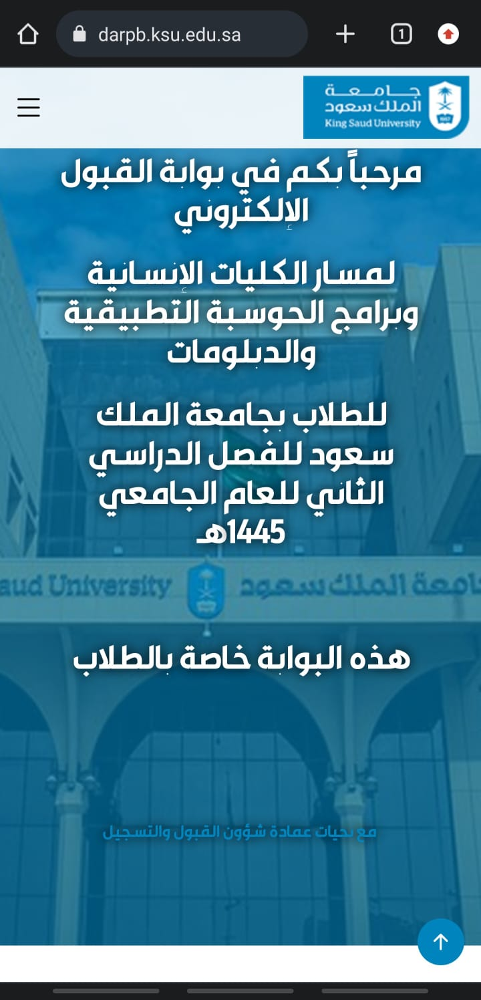 darpb.ksu.edu.sa
1
جامعة
الملك سعود
King Saud University
1957
مرحباً بكم في بوابة القبول
الإلكتروني
لمسار الكليات الإنسانية
وبرامج الحوسبة التطبيقية
والدبلومات
للطلاب بجامعة الملك
سعود للفصل الدراسي
الثاني للعام الجامعي
1445هـ
aud University
جامعة الملك سعود
هذه البوابة خاصة بالطلاب
مع تحيات عمادة شؤون القبول والتسجيل